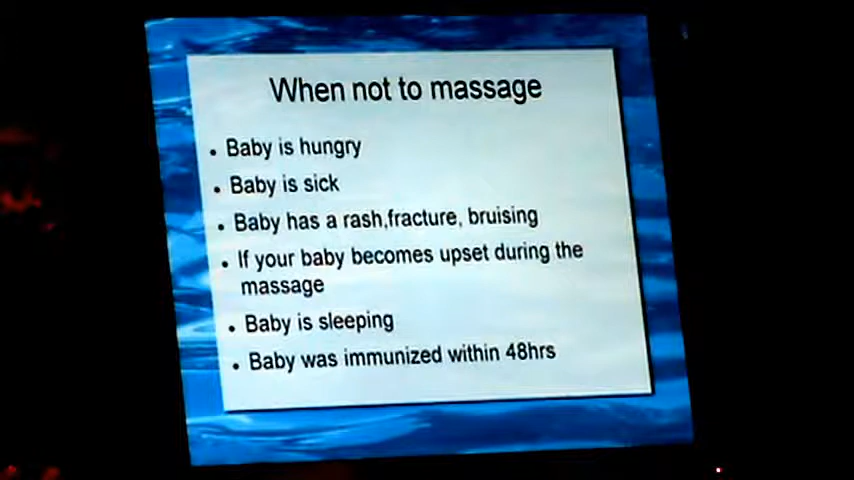 When not to massage
• Baby is hungry
• Baby is sick
• Baby has a rash,fracture, bruising
• If your baby becomes upset during the
massage
• Baby is sleeping
• Baby was immunized within 48hrs